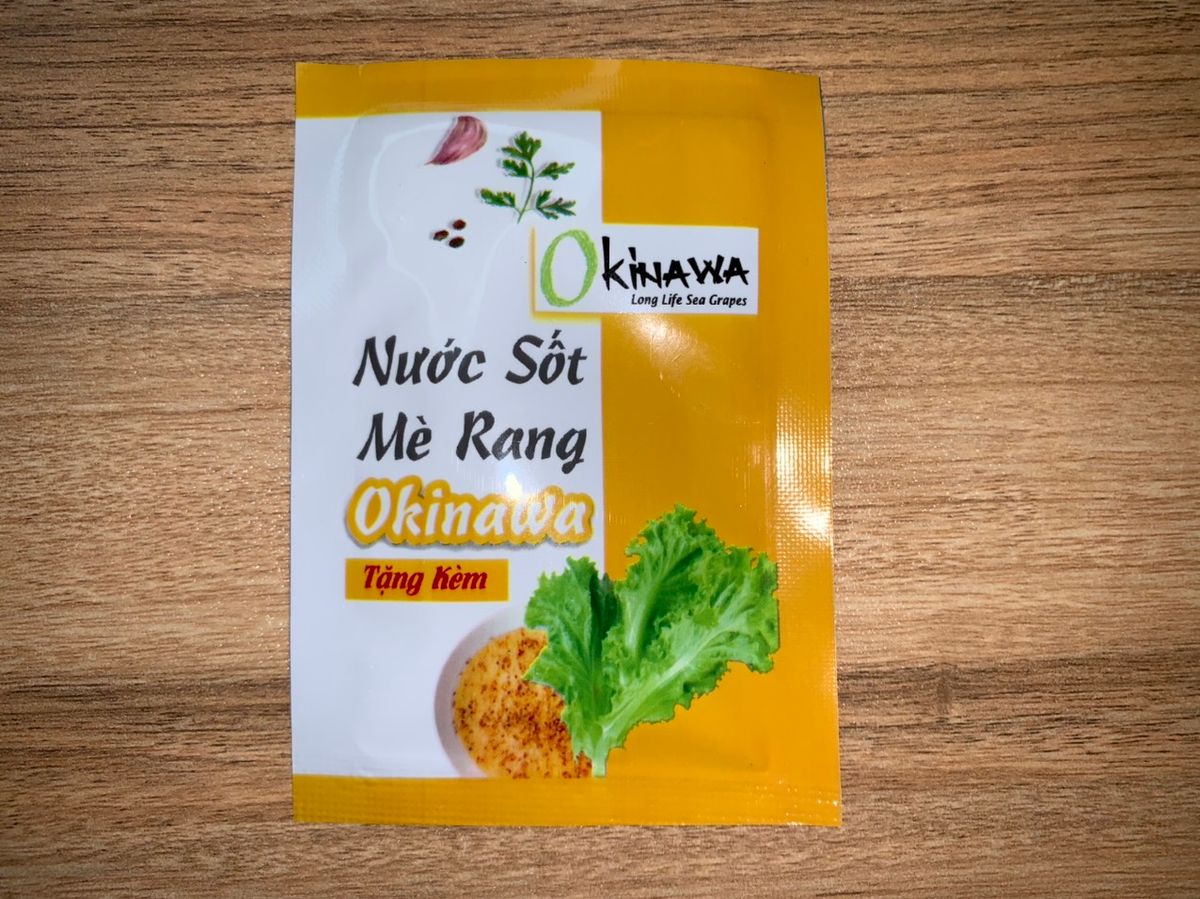 Okinawa
Long Life Sea Grapes
Nước Sốt
Mè Rang
Okinawa
Tặng Kèm